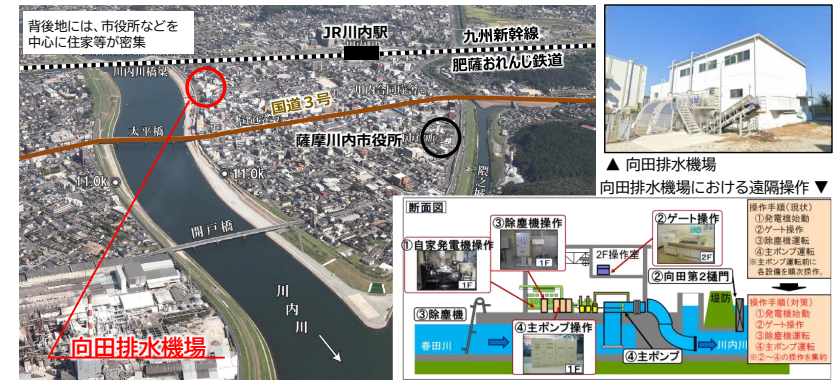 背後地には、市役所などを
中心に住家等が密集
JR川内駅
九州新幹線
肥薩おれんじ鉄道
川内川橋梁
国道３号
太平橋
薩摩川内市役所
隈之城川
11.0k
11.0k
開戸橋
川内川
向田排水機場
▲ 向田排水機場
向田排水機場における遠隔操作 ▼
断面図
③除塵機操作
1F
②ゲート操作
2F
①自家発電機操作
1F
2F操作室
②向田第2樋門
堤防
③除塵機
④主ポンプ操作
1F
④主ポンプ
春田川
川内川
操作手順(現状)
①発電機始動
②ゲート操作
③除塵機運転
④主ポンプ運転
※主ポンプ運転前に
各設備を順次操作。
操作手順(対策)
①発電機始動
②ゲート操作
③除塵機運転
④主ポンプ運転
※②～④の操作を集約